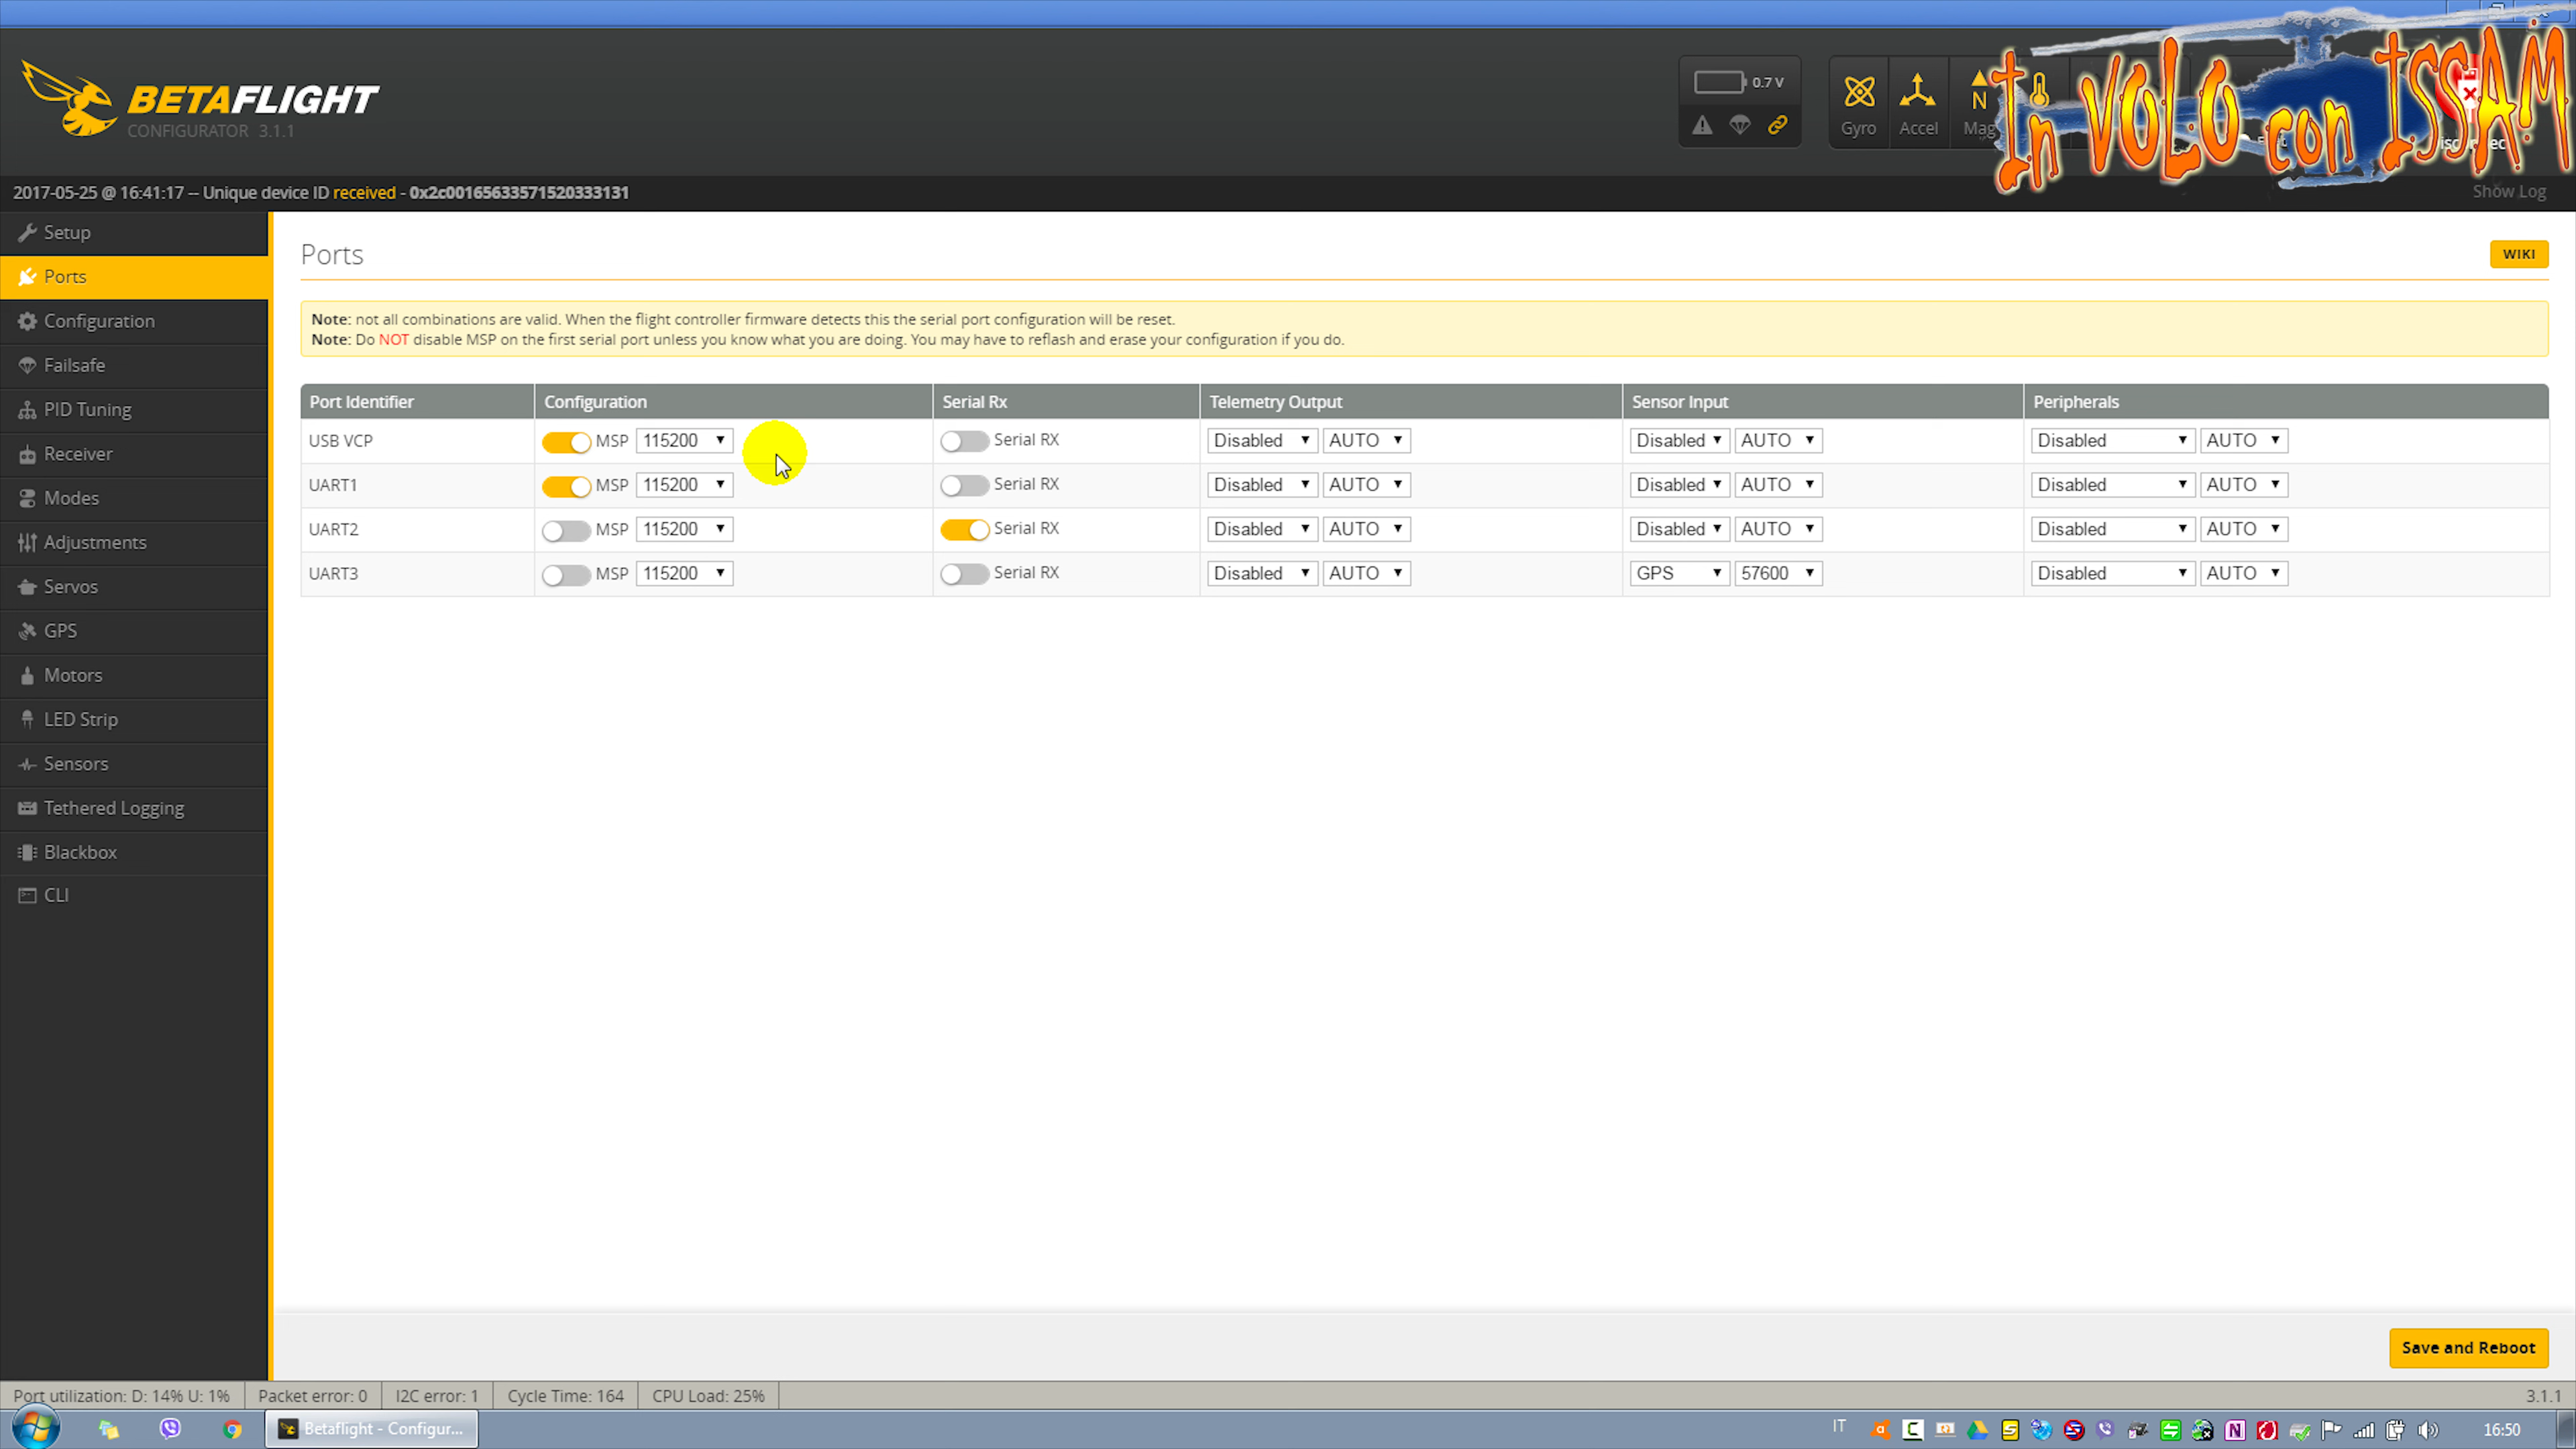 BETAFLIGHT
CONFIGURATOR 3.1.1
0.7 V
Gyro Accel Mag
In VOLO con ISSAM
2017-05-25 @ 16:41:17 -- Unique device ID received - 0x2c001656335715​20333131
Show Log
Setup
Ports
Configuration
Failsafe
PID Tuning
Receiver
Modes
Adjustments
Servos
GPS
Motors
LED Strip
Sensors
Tethered Logging
Blackbox
CLI
Ports
WIKI
Note: not all combinations are valid. When the flight controller firmware detects this the serial port configuration will be reset.
Note: Do NOT disable MSP on the first serial port unless you know what you are doing. You may have to reflash and erase your configuration if you do.
Port Identifier Configuration Serial Rx Telemetry Output Sensor Input Peripherals
USB VCP MSP 115200 Serial RX Disabled AUTO Disabled AUTO Disabled AUTO
UART1 MSP 115200 Serial RX Disabled AUTO Disabled AUTO Disabled AUTO
UART2 MSP 115200 Serial RX Disabled AUTO Disabled AUTO Disabled AUTO
UART3 MSP 115200 Serial RX Disabled AUTO GPS 57600 Disabled AUTO
Save and Reboot
Port utilization: D: 14% U: 1% Packet error: 0 I2C error: 1 Cycle Time: 164 CPU Load: 25% 3.1.1
Betaflight - Configur... IT 16:50